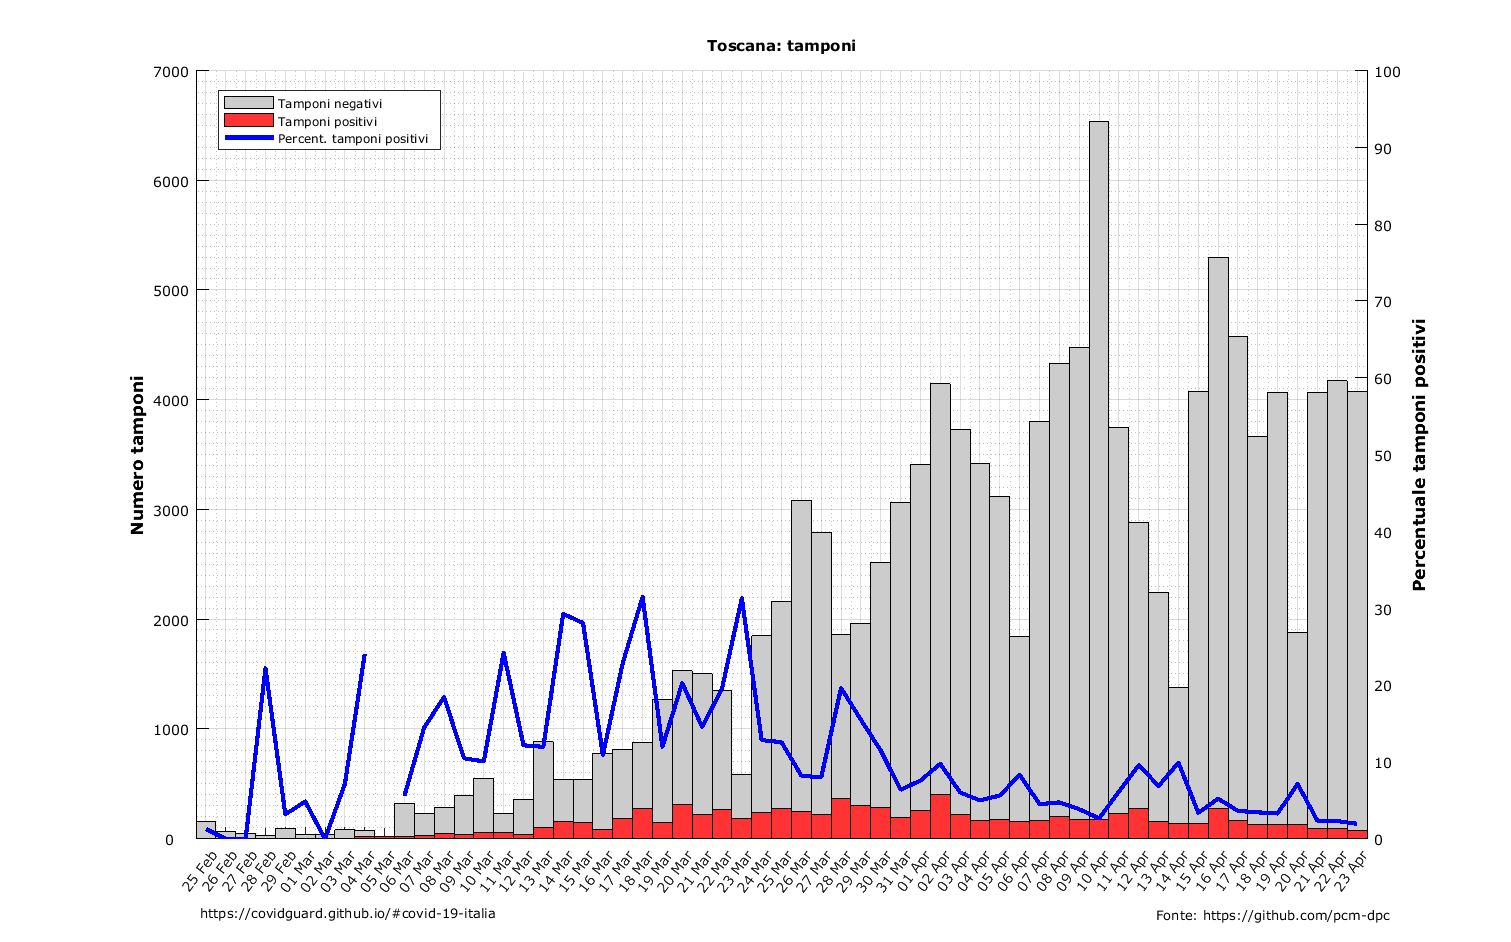 Toscana: tamponi
7000
6000
5000
4000
3000
2000
1000
0
Numero tamponi
Tamponi negativi
Tamponi positivi
Percent. tamponi positivi
100
90
80
70
60
50
40
30
20
10
0
Percentuale tamponi positivi
25 Feb
26 Feb
27 Feb
28 Feb
29 Feb
01 Mar
02 Mar
03 Mar
04 Mar
05 Mar
06 Mar
07 Mar
08 Mar
09 Mar
10 Mar
11 Mar
12 Mar
13 Mar
14 Mar
15 Mar
16 Mar
17 Mar
18 Mar
19 Mar
20 Mar
21 Mar
22 Mar
23 Mar
24 Mar
25 Mar
26 Mar
27 Mar
28 Mar
29 Mar
30 Mar
31 Mar
01 Apr
02 Apr
03 Apr
04 Apr
05 Apr
06 Apr
07 Apr
08 Apr
09 Apr
10 Apr
11 Apr
12 Apr
13 Apr
14 Apr
15 Apr
16 Apr
17 Apr
18 Apr
19 Apr
20 Apr
21 Apr
22 Apr
23 Apr
https://covidguard.github.io/#covid-19-italia
Fonte: https://github.com/pcm-dpc